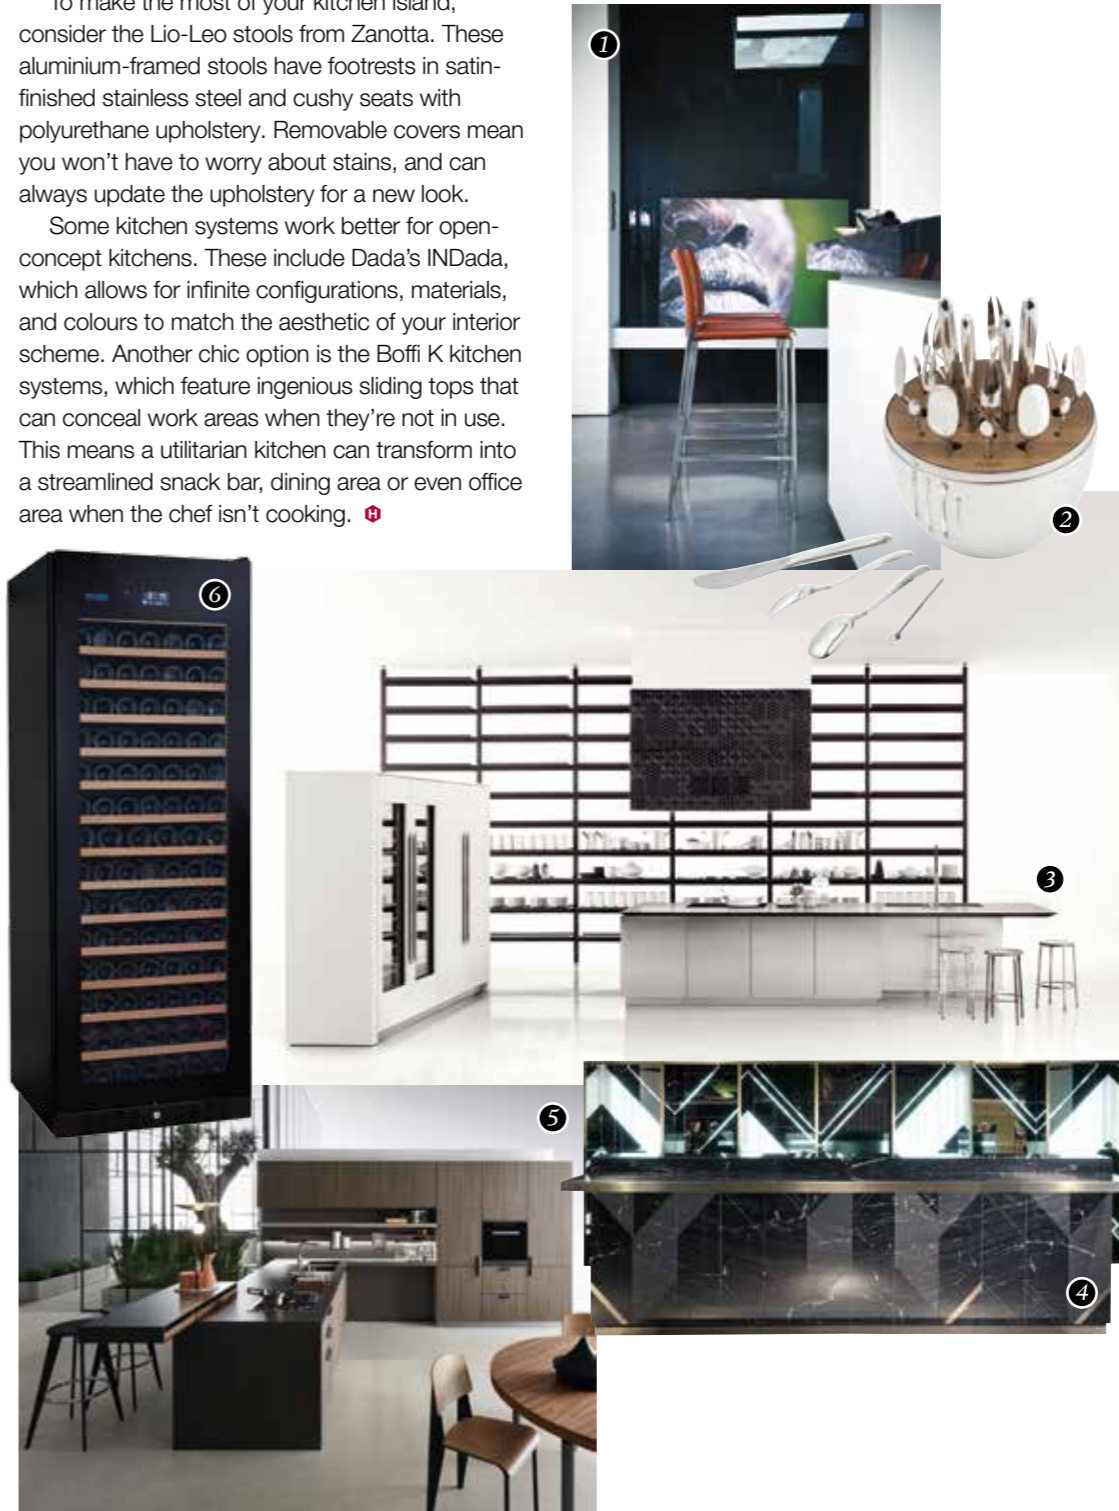 To make the most of your kitchen island,
consider the Lio-Leo stools from Zanotta. These
aluminium-framed stools have footrests in satin-
finished stainless steel and cushy seats with
polyurethane upholstery. Removable covers mean
you won’t have to worry about stains, and can
always update the upholstery for a new look.
Some kitchen systems work better for open-
concept kitchens. These include Dada’s INDada,
which allows for infinite configurations, materials,
and colours to match the aesthetic of your interior
scheme. Another chic option is the Boffi K kitchen
systems, which feature ingenious sliding tops that
can conceal work areas when they’re not in use.
This means a utilitarian kitchen can transform into
a streamlined snack bar, dining area or even office
area when the chef isn’t cooking. H
1
2
6
3
5
4